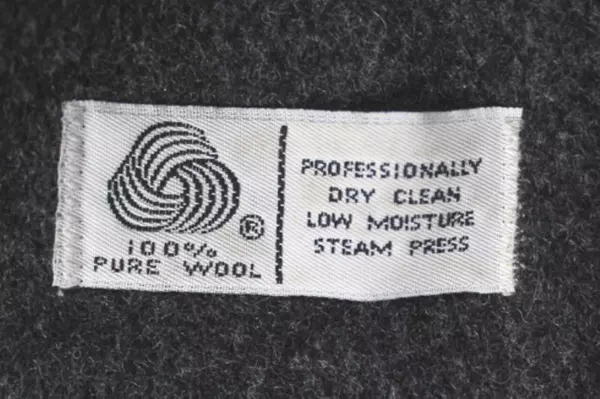 ®
100%
PURE WOOL
PROFESSIONALLY
DRY CLEAN
LOW MOISTURE
STEAM PRESS